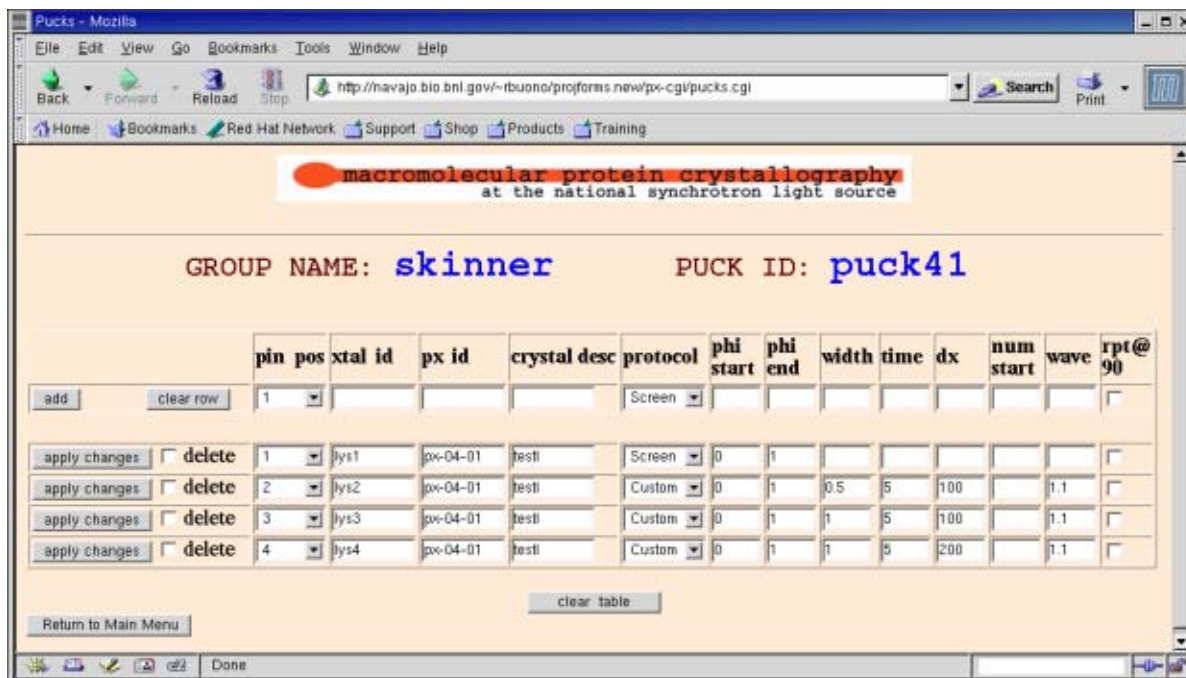 Pucks - Mozilla
File Edit View Go Bookmarks Tools Window Help
Back Forward Reload Stop http://navajo.bio.bnl.gov/~rbuono/projforms.new/px-cgi/pucks.cgi Search Print
Home Bookmarks Red Hat Network Support Shop Products Training
macromolecular protein crystallography
at the national synchrotron light source
GROUP NAME: skinner PUCK ID: puck41
pin pos xtal id px id crystal desc protocol phi start phi end width time dx num start wave rpt@ 90
add clear row 1 Screen
apply changes delete 1 lys1 px-04-01 testl Screen 0 1
apply changes delete 2 lys2 px-04-01 testl Custom 0 1 0.5 5 100 1.1
apply changes delete 3 lys3 px-04-01 testl Custom 0 1 1 5 100 1.1
apply changes delete 4 lys4 px-04-01 testl Custom 0 1 1 5 200 1.1
clear table
Return to Main Menu
Done